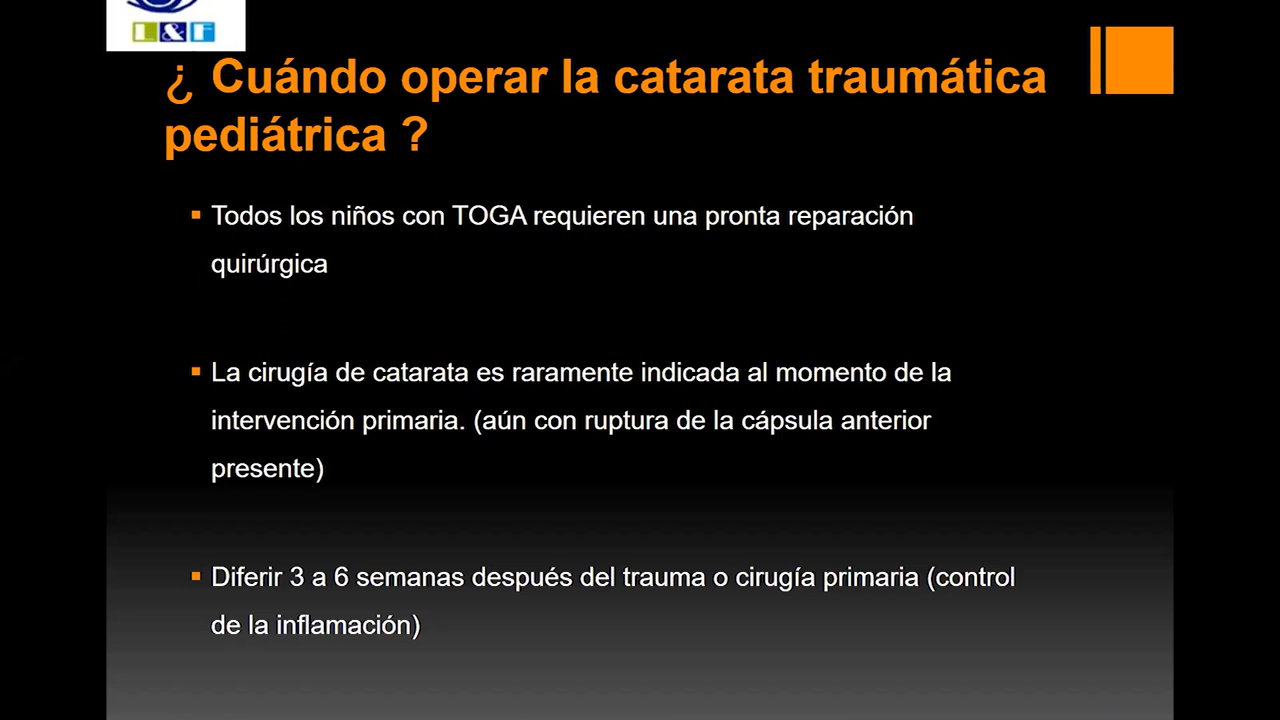 L&F
¿ Cuándo operar la catarata traumática
pediátrica ?
▪ Todos los niños con TOGA requieren una pronta reparación
quirúrgica
▪ La cirugía de catarata es raramente indicada al momento de la
intervención primaria. (aún con ruptura de la cápsula anterior
presente)
▪ Diferir 3 a 6 semanas después del trauma o cirugía primaria (control
de la inflamación)